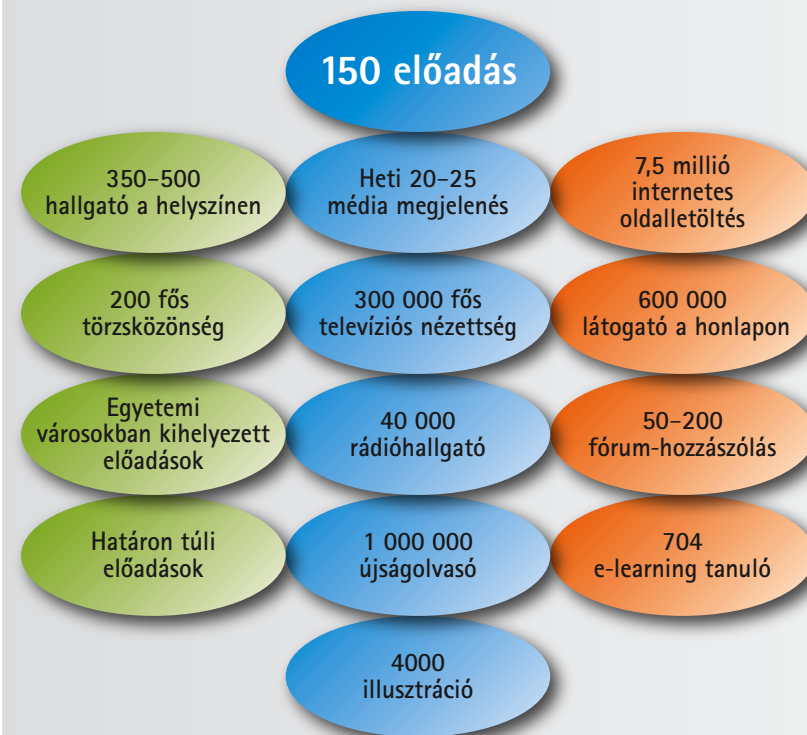 150 előadás
350–500
hallgató a helyszínen
Heti 20–25
média megjelenés
7,5 millió
internetes
oldalletöltés
200 fős
törzsközönség
300 000 fős
televíziós nézettség
600 000
látogató a honlapon
Egyetemi
városokban kihelyezett
előadások
40 000
rádióhallgató
50–200
fórum-hozzászólás
Határon túli
előadások
1 000 000
újságolvasó
704
e-learning tanuló
4000
illusztráció